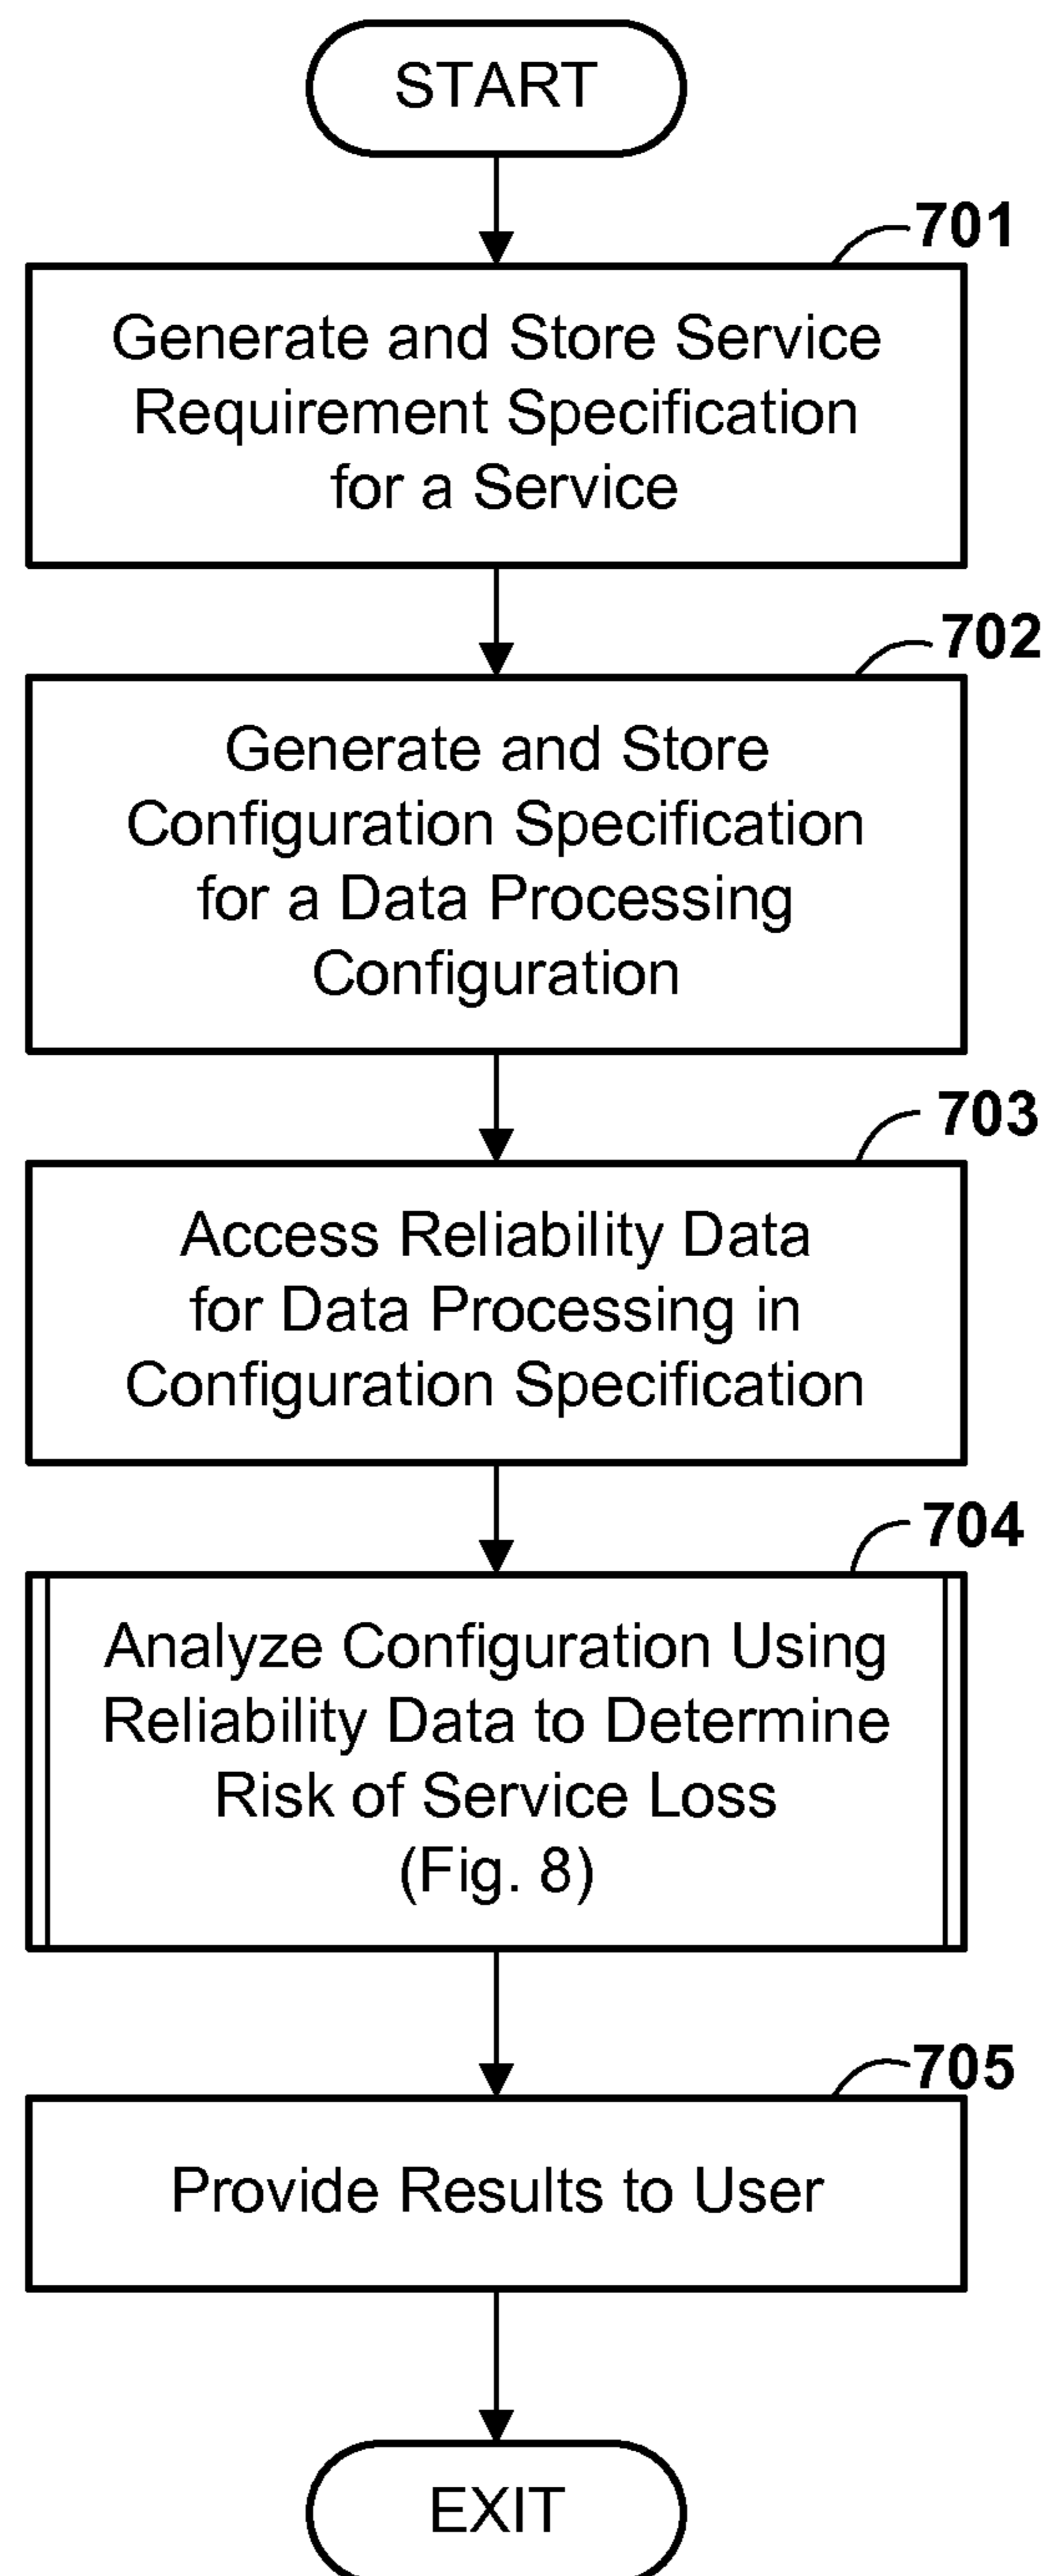 START
701
Generate and Store Service
Requirement Specification
for a Service
702
Generate and Store
Configuration Specification
for a Data Processing
Configuration
703
Access Reliability Data
for Data Processing in
Configuration Specification
704
Analyze Configuration Using
Reliability Data to Determine
Risk of Service Loss
(Fig. 8)
705
Provide Results to User
EXIT